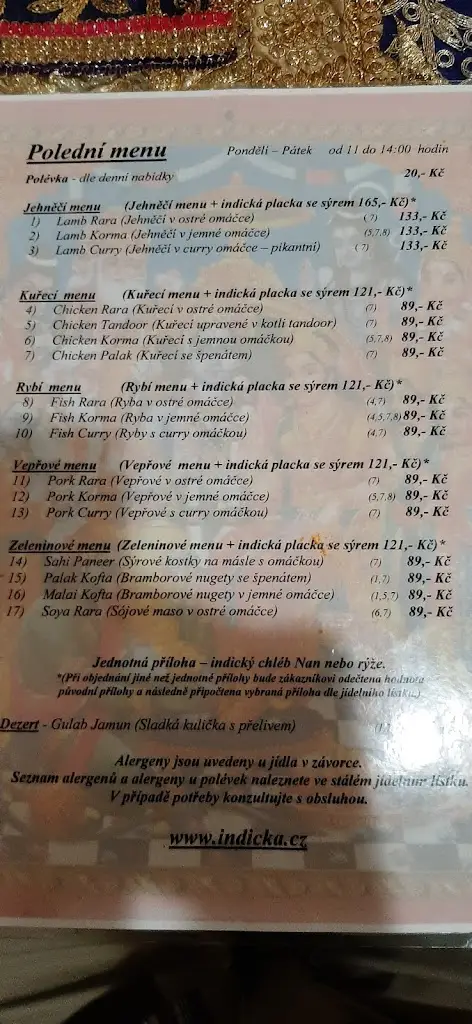 Polední menu Pondělí – Pátek od 11 do 14:00 hodin
Polévka - dle denní nabídky 20,- Kč
Jehněčí menu (Jehněčí menu + indická placka se sýrem 165,- Kč)*
1) Lamb Rara (Jehněčí v ostré omáčce) (7) 133,- Kč
2) Lamb Korma (Jehněčí v jemné omáčce) (5,7,8) 133,- Kč
3) Lamb Curry (Jehněčí v curry omáčce – pikantní) (7) 133,- Kč
Kuřecí menu (Kuřecí menu + indická placka se sýrem 121,- Kč)*
4) Chicken Rara (Kuřecí v ostré omáčce) (7) 89,- Kč
5) Chicken Tandoor (Kuřecí upravené v kotli tandoor) (7) 89,- Kč
6) Chicken Korma (Kuřecí s jemnou omáčkou) (5,7,8) 89,- Kč
7) Chicken Palak (Kuřecí se špenátem) (7) 89,- Kč
Rybí menu (Rybí menu + indická placka se sýrem 121,- Kč)*
8) Fish Rara (Ryba v ostré omáčce) (4,7) 89,- Kč
9) Fish Korma (Ryba v jemné omáčce) (4,5,7,8) 89,- Kč
10) Fish Curry (Ryby s curry omáčkou) (4,7) 89,- Kč
Vepřové menu (Vepřové menu + indická placka se sýrem 121,- Kč)*
11) Pork Rara (Vepřové v ostré omáčce) (7) 89,- Kč
12) Pork Korma (Vepřové v jemné omáčce) (5,7,8) 89,- Kč
13) Pork Curry (Vepřové s curry omáčkou) (7) 89,- Kč
Zeleninové menu (Zeleninové menu + indická placka se sýrem 121,- Kč)*
14) Sahi Paneer (Sýrové kostky na másle s omáčkou) (7) 89,- Kč
15) Palak Kofta (Bramborové nugety se špenátem) (1,7) 89,- Kč
16) Malai Kofta (Bramborové nugety v jemné omáčce) (1,5,7) 89,- Kč
17) Soya Rara (Sójové maso v ostré omáčce) (6,7) 89,- Kč
Jednotná příloha – indický chléb Nan nebo rýže.
*(Při objednání jiné než jednotné přílohy bude zákazníkovi odečtena hodnota
původní přílohy a následně připočtena vybraná příloha dle jídelního lístku)
Dezert - Gulab Jamun (Sladká kulička s přelivem)
Alergeny jsou uvedeny u jídla v závorce.
Seznam alergenů a alergeny u polévek naleznete ve stálém jídelním lístku.
V případě potřeby konzultujte s obsluhou.
www.indicka.cz